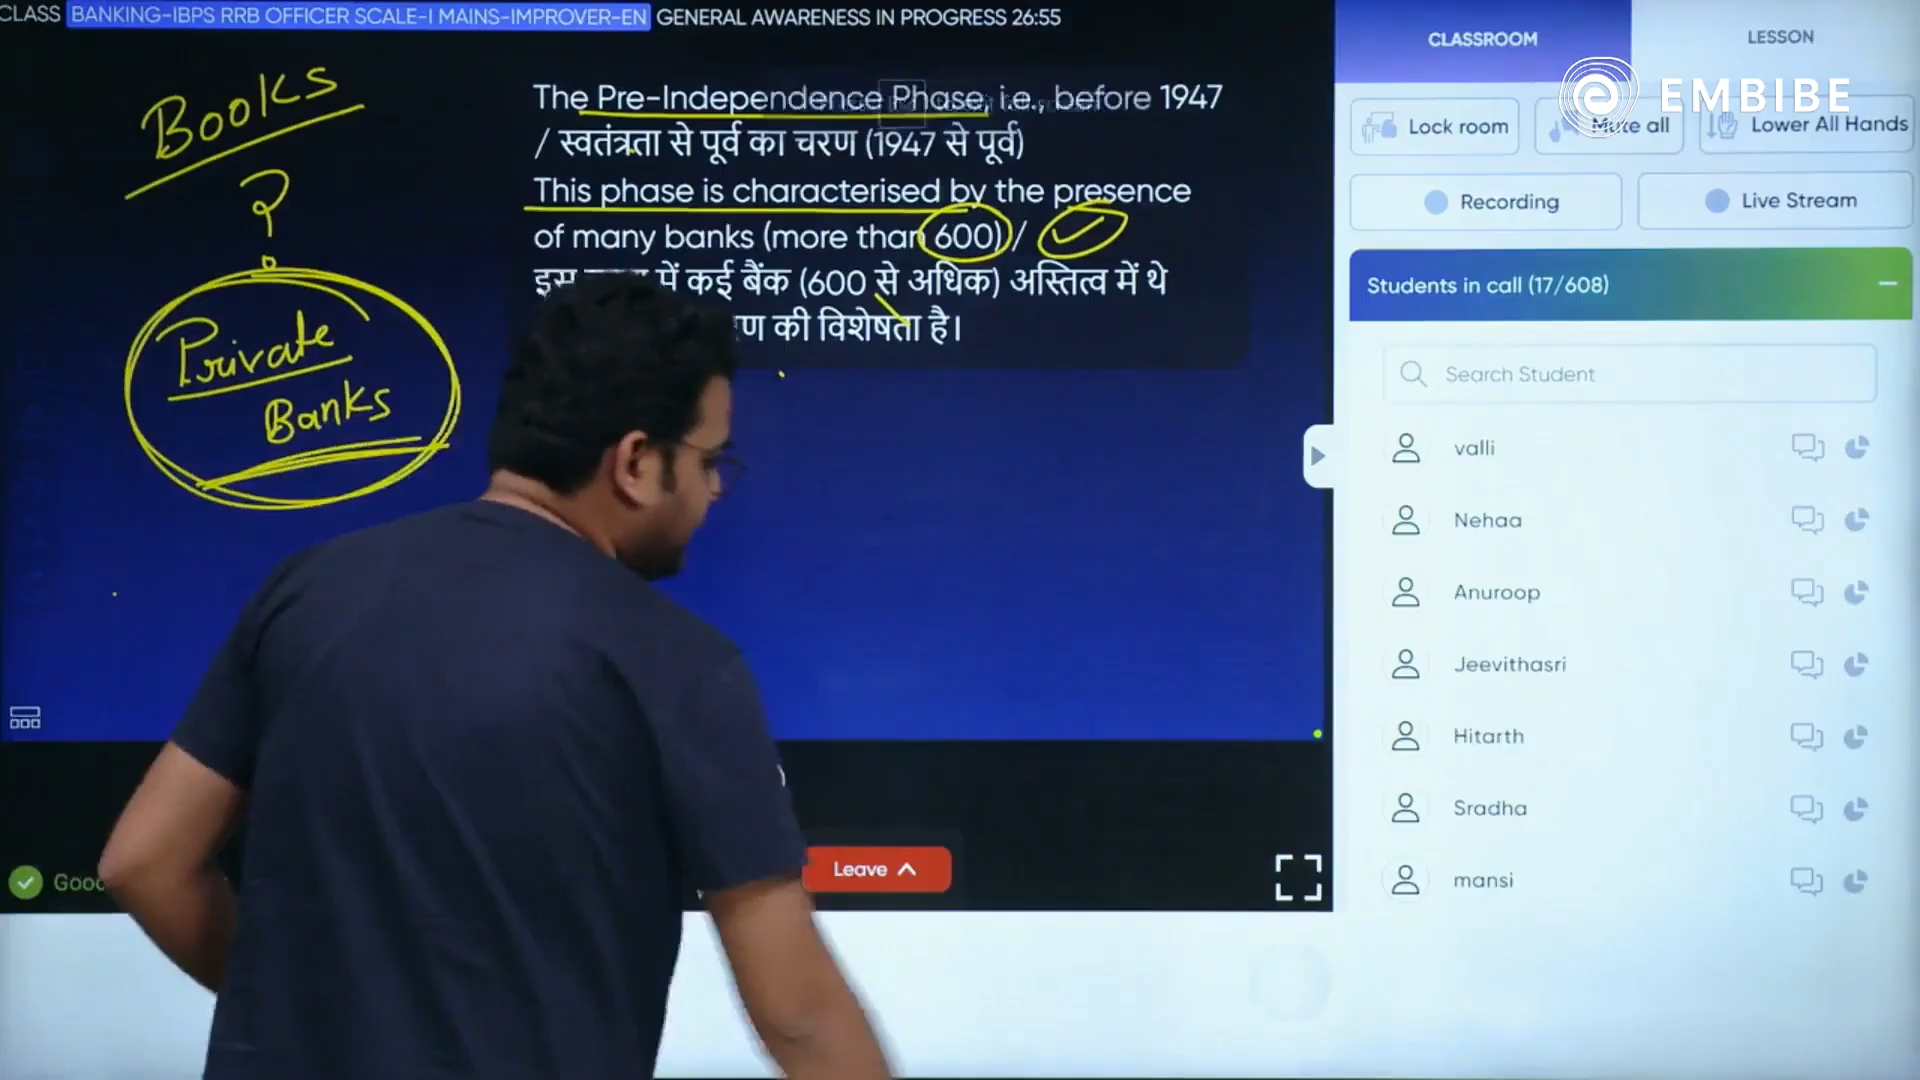 CLASS BANKING-IBPS RRB OFFICER SCALE-I MAINS-IMPROVER-EN GENERAL AWARENESS IN PROGRESS 26:55
Books
?
Private
Banks
The Pre-Independence Phase, i.e., before 1947
/ स्वतंत्रता से पूर्व का चरण (1947 से पूर्व)
This phase is characterised by the presence
of many banks (more than 600) /
इस में कई बैंक (600 से अधिक) अस्तित्व में थे
की विशेषता है।
Leave
CLASSROOM
LESSON
EMBIBE
Lock room
Mute all
Lower All Hands
Recording
Live Stream
Students in call (17/608)
Search Student
valli
Nehaa
Anuroop
Jeevithasri
Hitarth
Sradha
mansi